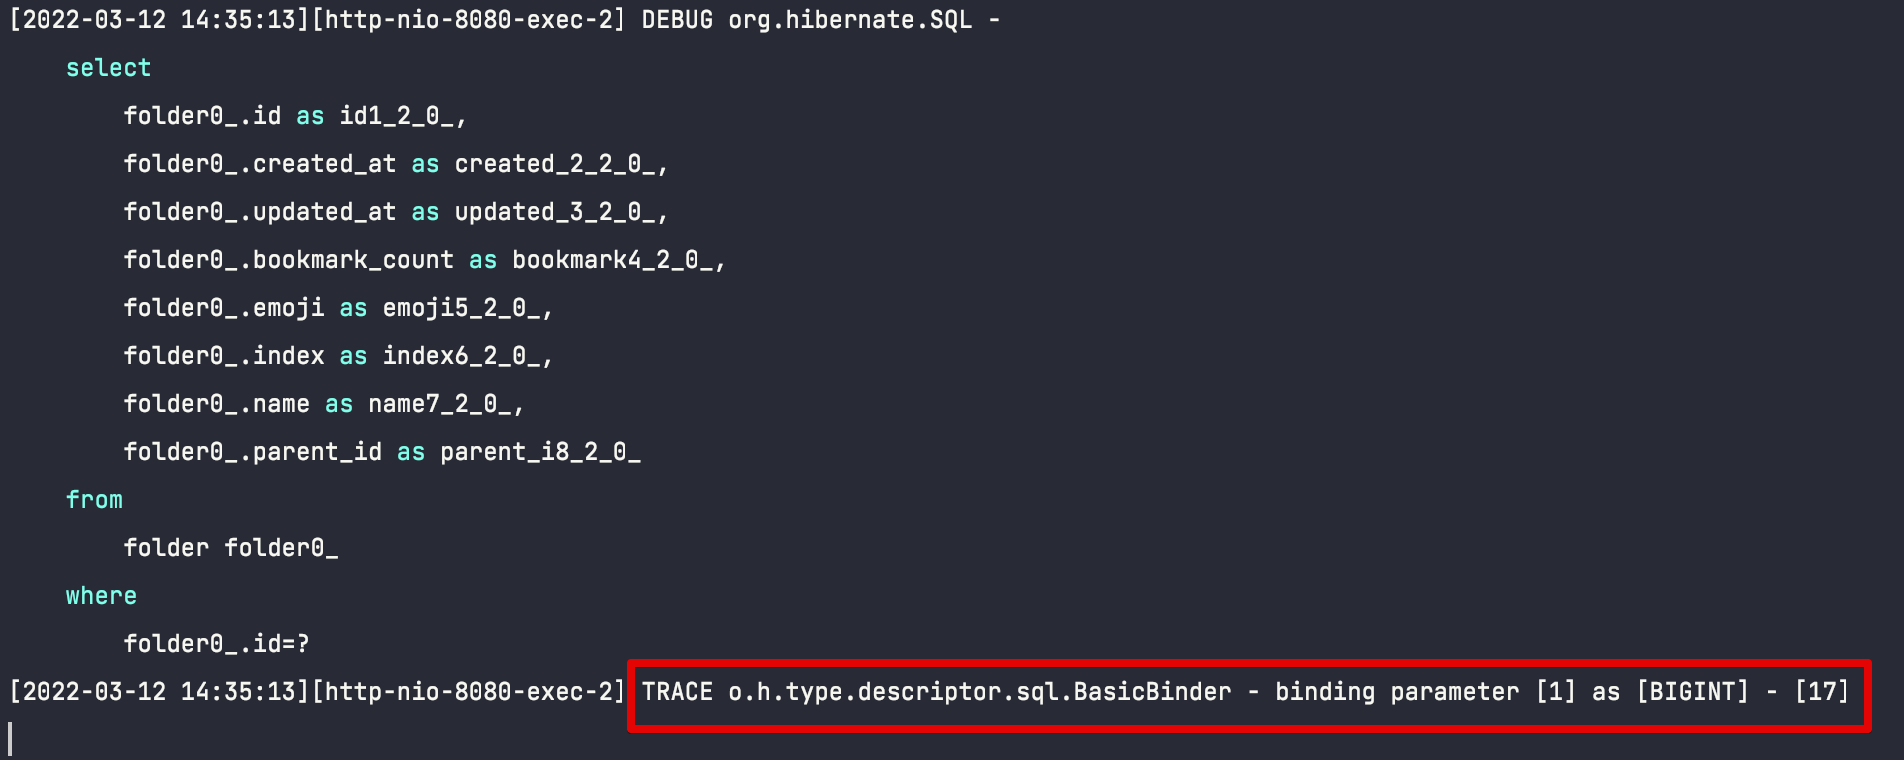 [2022-03-12 14:35:13][http-nio-8080-exec-2] DEBUG org.hibernate.SQL -
select
folder0_.id as id1_2_0_,
folder0_.created_at as created_2_2_0_,
folder0_.updated_at as updated_3_2_0_,
folder0_.bookmark_count as bookmark4_2_0_,
folder0_.emoji as emoji5_2_0_,
folder0_.index as index6_2_0_,
folder0_.name as name7_2_0_,
folder0_.parent_id as parent_i8_2_0_
from
folder folder0_
where
folder0_.id=?
[2022-03-12 14:35:13][http-nio-8080-exec-2] TRACE o.h.type.descriptor.sql.BasicBinder - binding parameter [1] as [BIGINT] - [17]